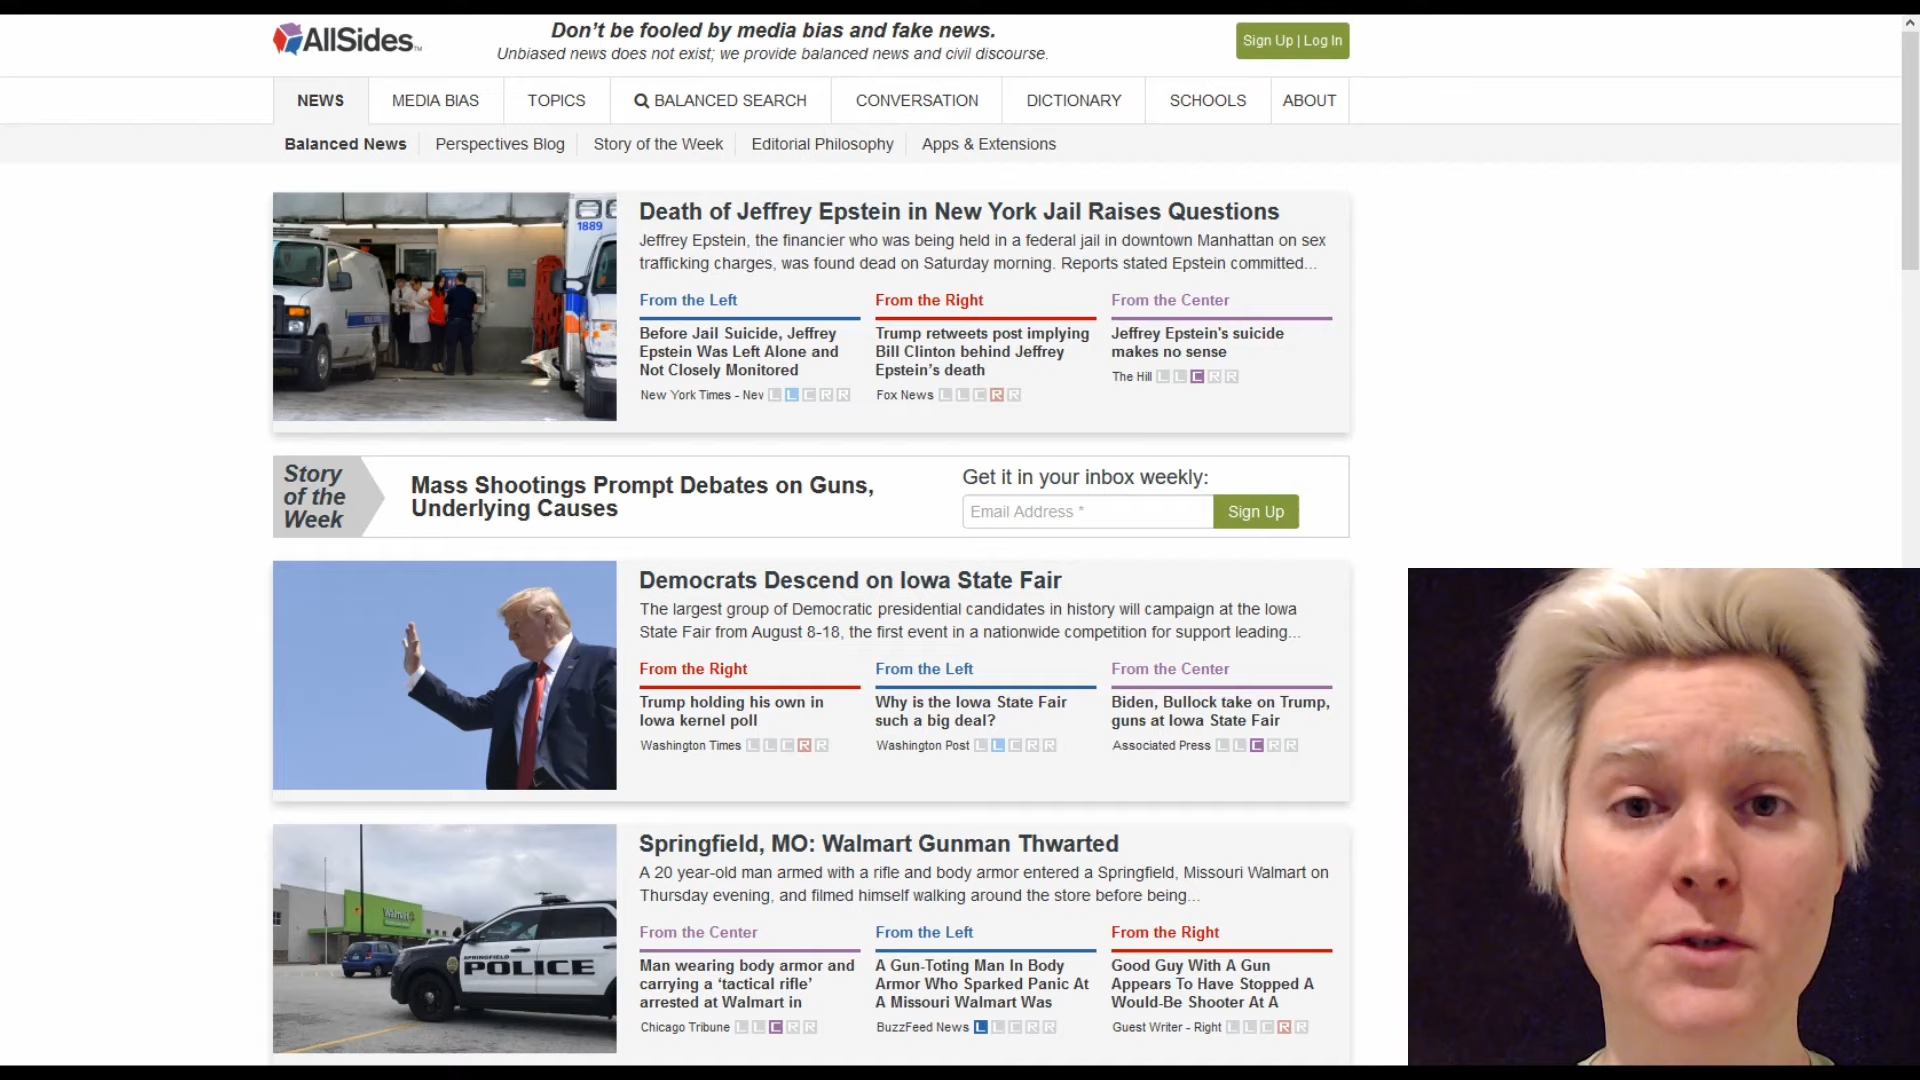 AllSides™
Don’t be fooled by media bias and fake news.
Unbiased news does not exist; we provide balanced news and civil discourse.
Sign Up | Log In
NEWS
MEDIA BIAS
TOPICS
BALANCED SEARCH
CONVERSATION
DICTIONARY
SCHOOLS
ABOUT
Balanced News
Perspectives Blog
Story of the Week
Editorial Philosophy
Apps & Extensions
1889
Death of Jeffrey Epstein in New York Jail Raises Questions
Jeffrey Epstein, the financier who was being held in a federal jail in downtown Manhattan on sex
trafficking charges, was found dead on Saturday morning. Reports stated Epstein committed...
From the Left
Before Jail Suicide, Jeffrey
Epstein Was Left Alone and
Not Closely Monitored
New York Times - Nev L L C R R
From the Right
Trump retweets post implying
Bill Clinton behind Jeffrey
Epstein’s death
Fox News L L C R R
From the Center
Jeffrey Epstein's suicide
makes no sense
The Hill L L C R R
Story
of the
Week
Mass Shootings Prompt Debates on Guns,
Underlying Causes
Get it in your inbox weekly:
Email Address *
Sign Up
Democrats Descend on Iowa State Fair
The largest group of Democratic presidential candidates in history will campaign at the Iowa
State Fair from August 8-18, the first event in a nationwide competition for support leading...
From the Right
Trump holding his own in
Iowa kernel poll
Washington Times L L C R R
From the Left
Why is the Iowa State Fair
such a big deal?
Washington Post L L C R R
From the Center
Biden, Bullock take on Trump,
guns at Iowa State Fair
Associated Press L L C R R
Walmart
SPRINGFIELD
POLICE
Springfield, MO: Walmart Gunman Thwarted
A 20 year-old man armed with a rifle and body armor entered a Springfield, Missouri Walmart on
Thursday evening, and filmed himself walking around the store before being...
From the Center
Man wearing body armor and
carrying a ‘tactical rifle’
arrested at Walmart in
Chicago Tribune L L C R R
From the Left
A Gun-Toting Man In Body
Armor Who Sparked Panic At
A Missouri Walmart Was
BuzzFeed News L L C R R
From the Right
Good Guy With A Gun
Appears To Have Stopped A
Would-Be Shooter At A
Guest Writer - Right L L C R R